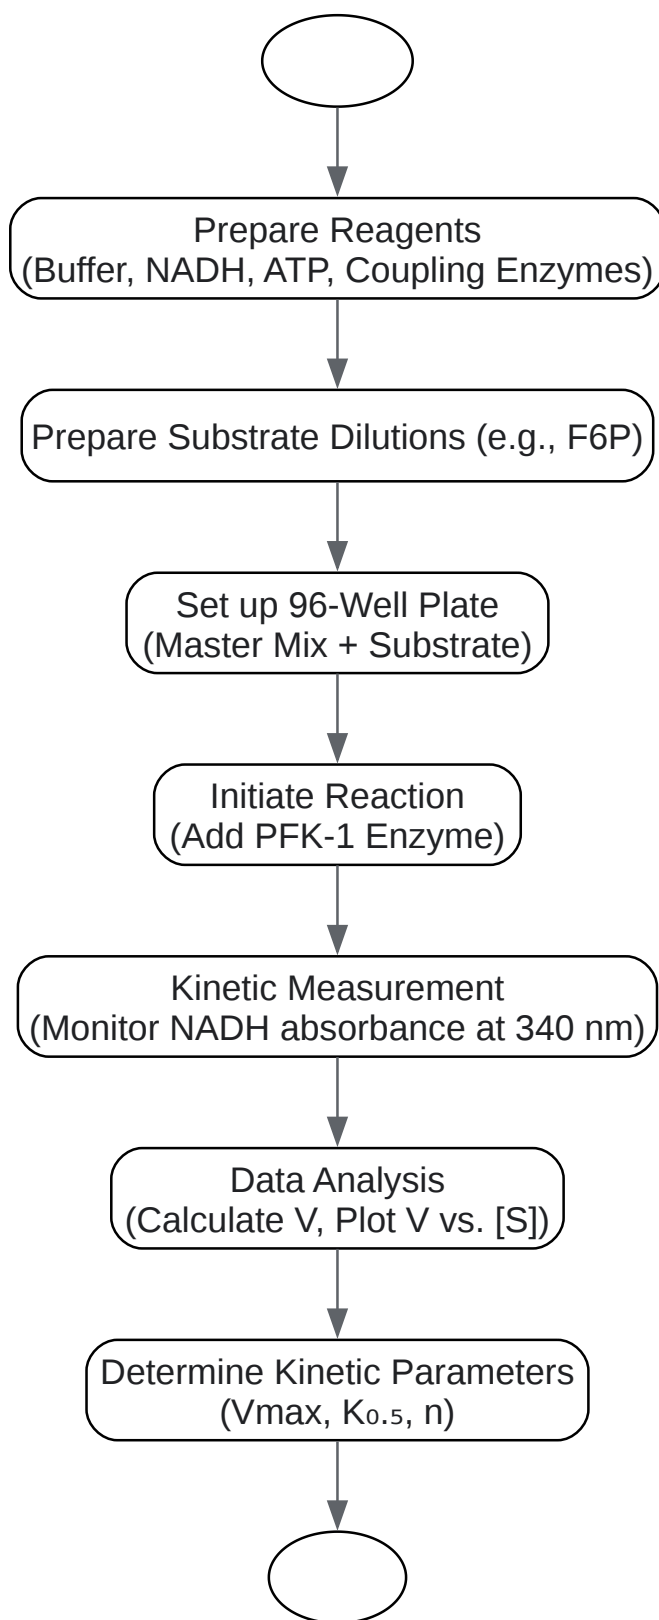 Prepare Reagents
(Buffer, NADH, ATP, Coupling Enzymes)
Prepare Substrate Dilutions (e.g., F6P)
Set up 96-Well Plate
(Master Mix + Substrate)
Initiate Reaction
(Add PFK-1 Enzyme)
Kinetic Measurement
(Monitor NADH absorbance at 340 nm)
Data Analysis
(Calculate V, Plot V vs. [S])
Determine Kinetic Parameters
(Vmax, K₀.₅, n)